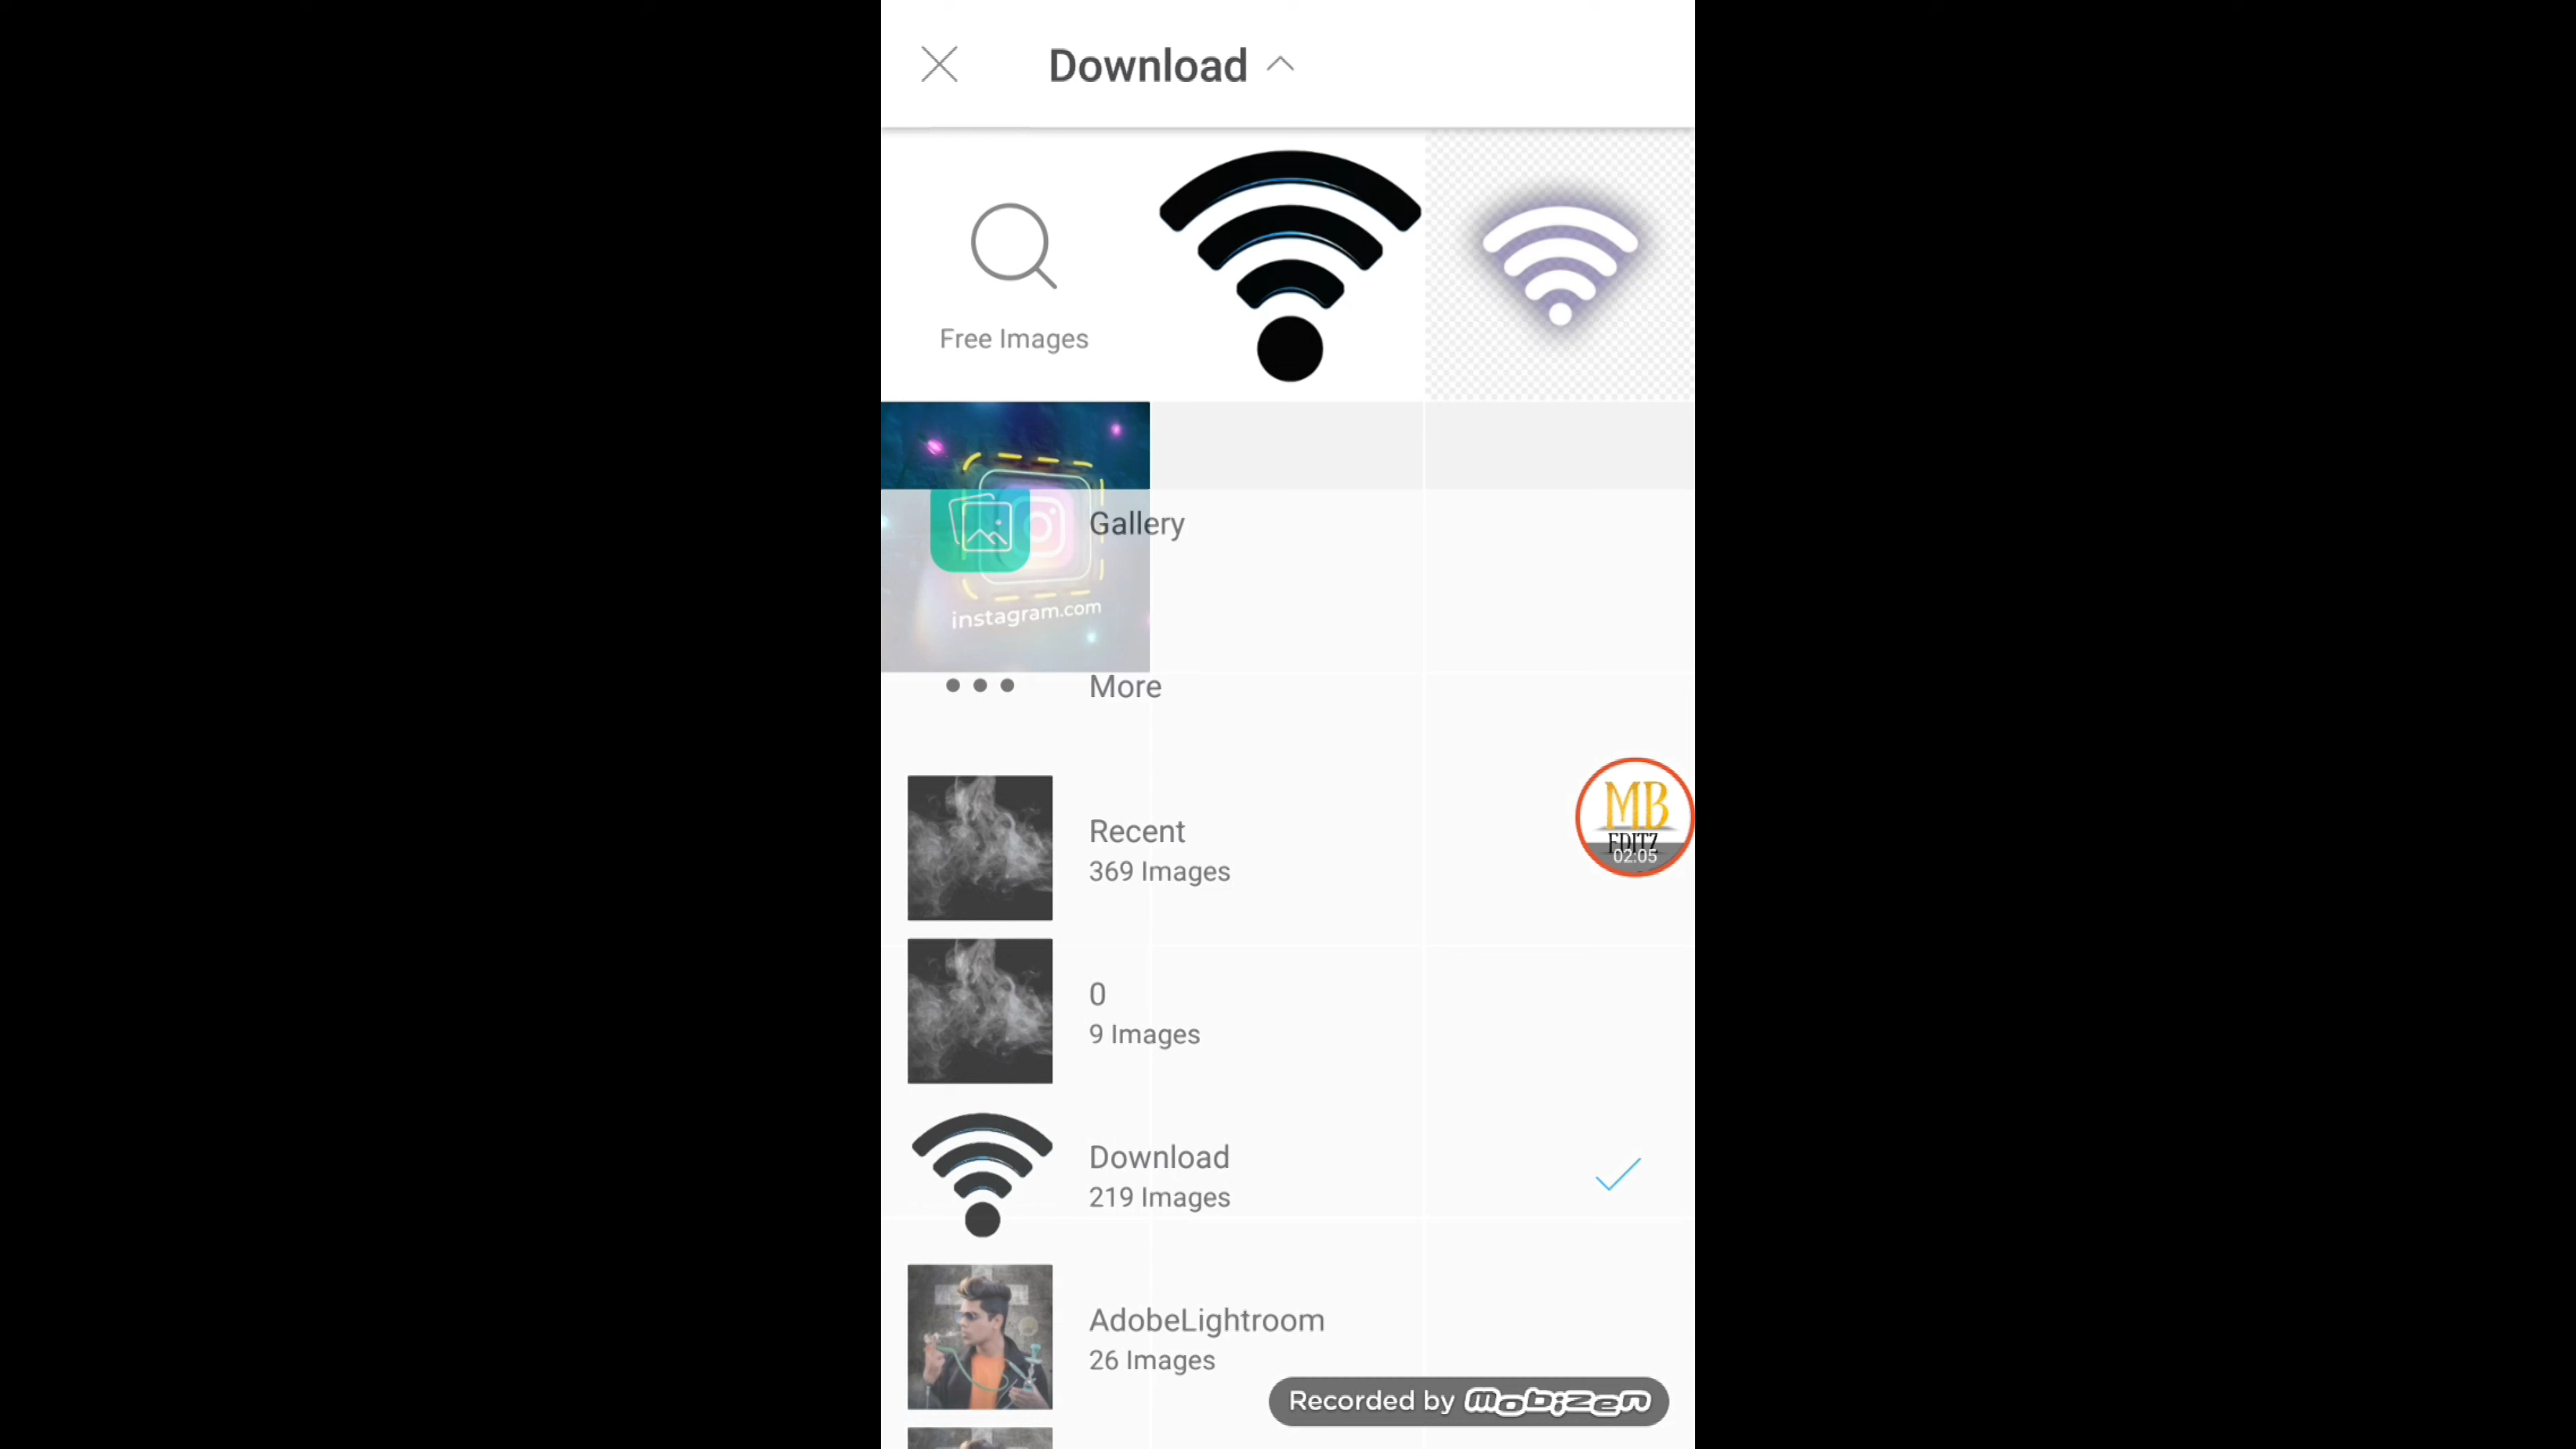 Download
Free Images
Gallery
instagram.com
More
Recent
369 Images
MB
EDITZ
02:05
0
9 Images
Download
219 Images
AdobeLightroom
26 Images
Recorded by mobizen